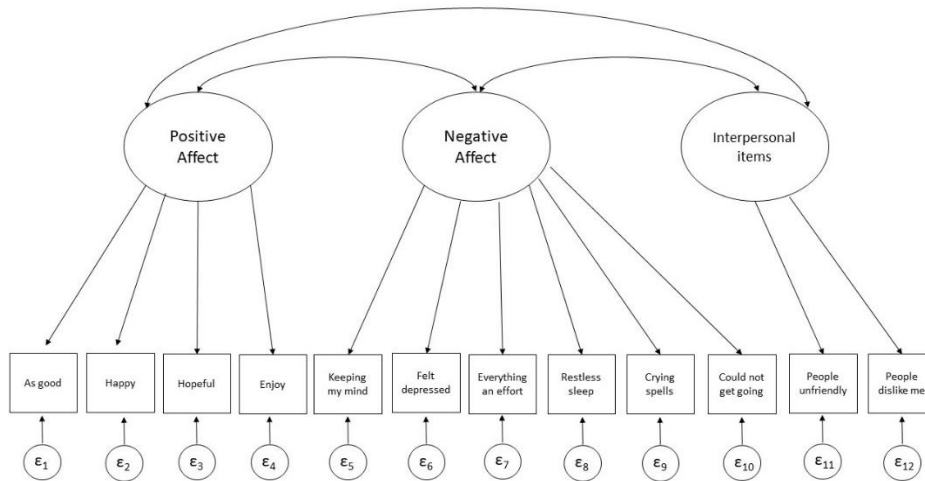 Positive
Affect
Negative
Affect
Interpersonal
items
As good
Happy
Hopeful
Enjoy
Keeping
my mind
Felt
depressed
Everything
an effort
Restless
sleep
Crying
spells
Could not
get going
People
unfriendly
People
dislike me
ε1
ε2
ε3
ε4
ε5
ε6
ε7
ε8
ε9
ε10
ε11
ε12